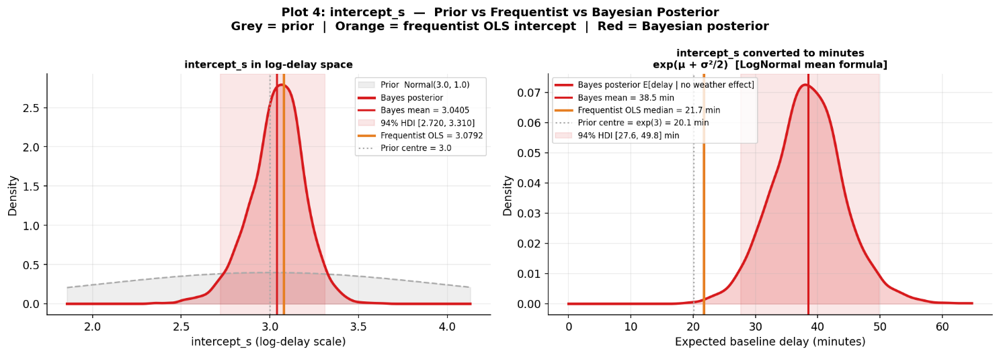 Plot 4: intercept_s  —  Prior vs Frequentist vs Bayesian Posterior
Grey = prior  |  Orange = frequentist OLS intercept  |  Red = Bayesian posterior
intercept_s in log-delay space
Density
2.5
2.0
1.5
1.0
0.5
0.0
2.0
2.5
3.0
3.5
4.0
intercept_s (log-delay scale)
Prior  Normal(3.0, 1.0)
Bayes posterior
Bayes mean = 3.0405
94% HDI [2.720, 3.310]
Frequentist OLS = 3.0792
Prior centre = 3.0
intercept_s converted to minutes
exp(μ + σ²/2)  [LogNormal mean formula]
Density
0.07
0.06
0.05
0.04
0.03
0.02
0.01
0.00
0
10
20
30
40
50
60
Expected baseline delay (minutes)
Bayes posterior E[delay | no weather effect]
Bayes mean = 38.5 min
Frequentist OLS median = 21.7 min
Prior centre = exp(3) = 20.1 min
94% HDI [27.6, 49.8] min